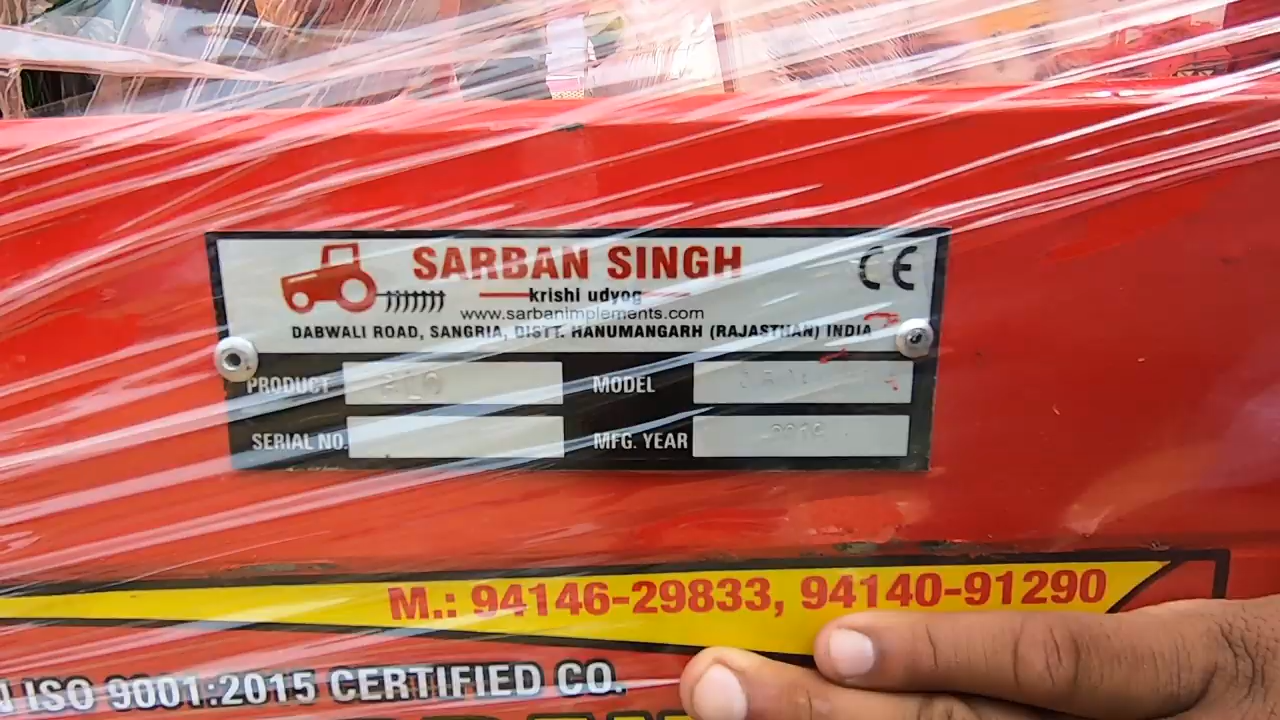 SARBAN SINGH
krishi udyog
CE
www.sarbanimplements.com
DABWALI ROAD, SANGRIA, DISTT. HANUMANGARH (RAJASTHAN) INDIA
PRODUCT MODEL
SERIAL NO. MFG. YEAR
M.: 94146-29833, 94140-91290
ISO 9001:2015 CERTIFIED CO.